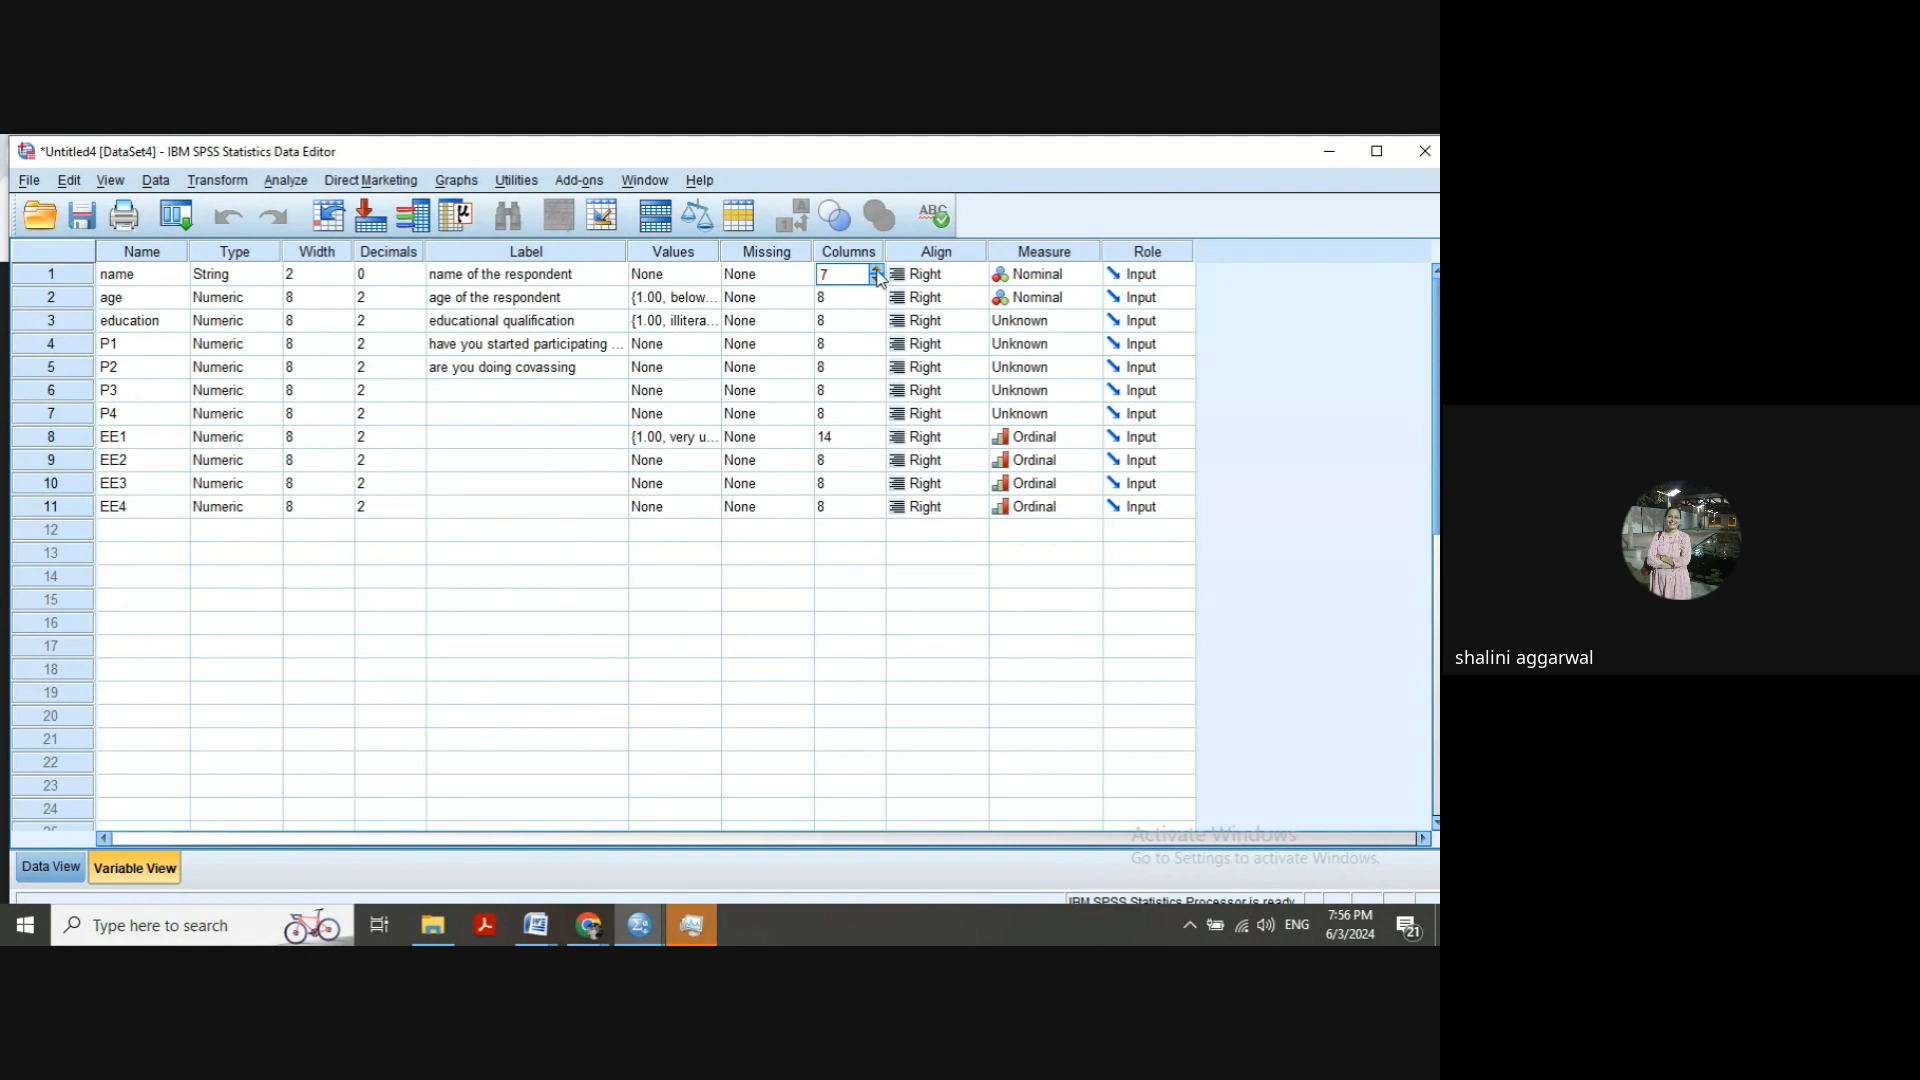 *Untitled4 [DataSet4] - IBM SPSS Statistics Data Editor
File Edit View Data Transform Analyze Direct Marketing Graphs Utilities Add-ons Window Help
Name Type Width Decimals Label Values Missing Columns Align Measure Role
1 name String 2 0 name of the respondent None None 7 Right Nominal Input
2 age Numeric 8 2 age of the respondent {1.00, below... None 8 Right Nominal Input
3 education Numeric 8 2 educational qualification {1.00, illitera... None 8 Right Unknown Input
4 P1 Numeric 8 2 have you started participating ... None None 8 Right Unknown Input
5 P2 Numeric 8 2 are you doing covassing None None 8 Right Unknown Input
6 P3 Numeric 8 2 None None 8 Right Unknown Input
7 P4 Numeric 8 2 None None 8 Right Unknown Input
8 EE1 Numeric 8 2 {1.00, very u... None 14 Right Ordinal Input
9 EE2 Numeric 8 2 None None 8 Right Ordinal Input
10 EE3 Numeric 8 2 None None 8 Right Ordinal Input
11 EE4 Numeric 8 2 None None 8 Right Ordinal Input
12
13
14
15
16
17
18
19
20
21
22
23
24
25
Activate Windows
Go to Settings to activate Windows.
Data View Variable View
IBM SPSS Statistics Processor is ready
Type here to search
ENG
7:56 PM
6/3/2024
21
shalini aggarwal